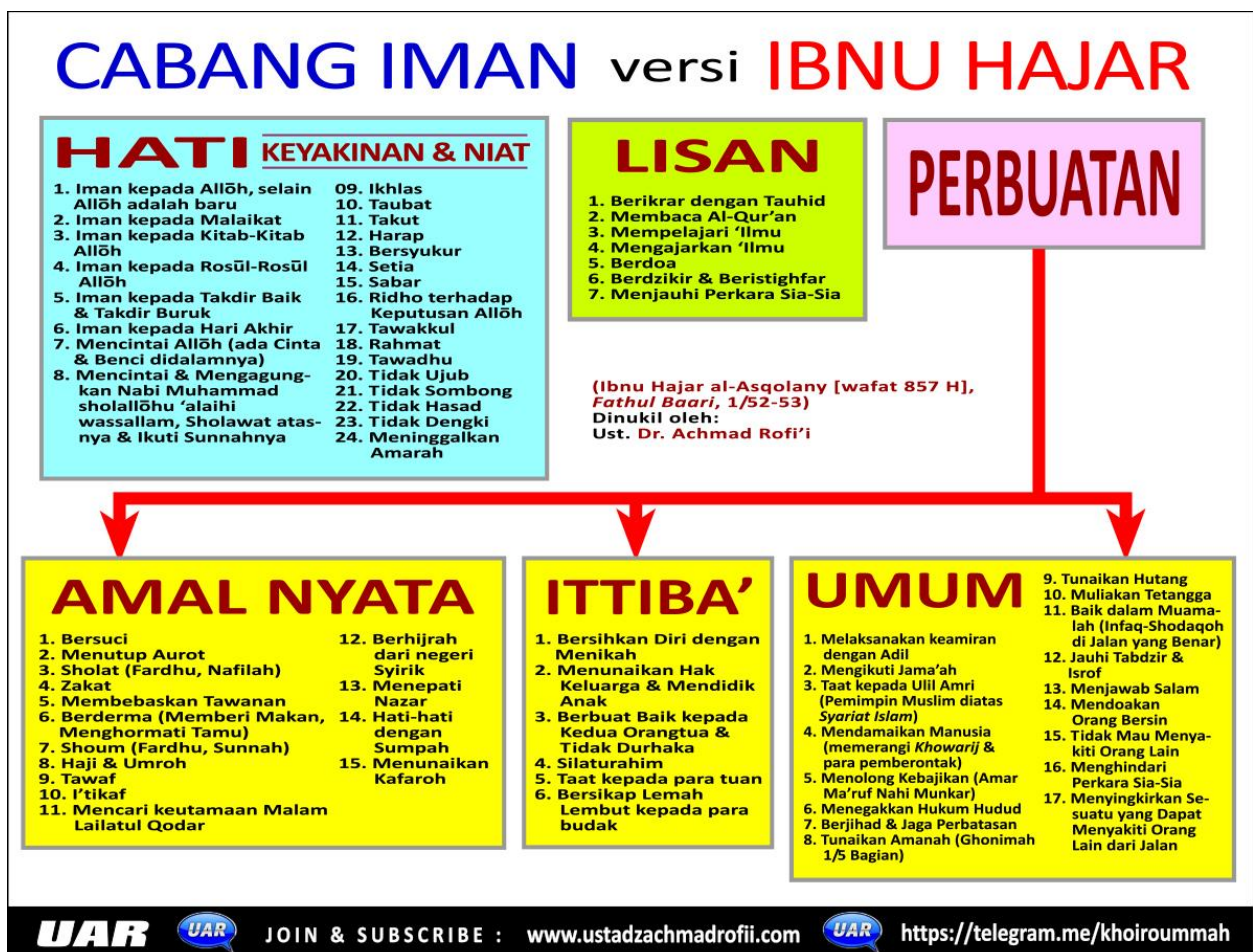 CABANG IMAN versi IBNU HAJAR
HATI KEYAKINAN & NIAT
1. Iman kepada Allōh, selain
Allōh adalah baru
2. Iman kepada Malaikat
3. Iman kepada Kitab-Kitab
Allōh
4. Iman kepada Rosūl-Rosūl
Allōh
5. Iman kepada Takdir Baik
& Takdir Buruk
6. Iman kepada Hari Akhir
7. Mencintai Allōh (ada Cinta
& Benci didalamnya)
8. Mencintai & Mengagung-
kan Nabi Muhammad
sholallōhu ‘alaihi
wassallam, Sholawat atas-
nya & Ikuti Sunnahnya
09. Ikhlas
10. Taubat
11. Takut
12. Harap
13. Bersyukur
14. Setia
15. Sabar
16. Ridho terhadap
Keputusan Allōh
17. Tawakkul
18. Rahmat
19. Tawadhu
20. Tidak Ujub
21. Tidak Sombong
22. Tidak Hasad
23. Tidak Dengki
24. Meninggalkan
Amarah
LISAN
1. Berikrar dengan Tauhid
2. Membaca Al-Qur’an
3. Mempelajari ‘Ilmu
4. Mengajarkan ‘Ilmu
5. Berdoa
6. Berdzikir & Beristighfar
7. Menjauhi Perkara Sia-Sia
PERBUATAN
(Ibnu Hajar al-Asqolany [wafat 857 H],
Fathul Baari, 1/52-53)
Dinukil oleh:
Ust. Dr. Achmad Rofi’i
AMAL NYATA
1. Bersuci
2. Menutup Aurot
3. Sholat (Fardhu, Nafilah)
4. Zakat
5. Membebaskan Tawanan
6. Berderma (Memberi Makan,
Menghormati Tamu)
7. Shoum (Fardhu, Sunnah)
8. Haji & Umroh
9. Tawaf
10. I’tikaf
11. Mencari keutamaan Malam
Lailatul Qodar
12. Berhijrah
dari negeri
Syirik
13. Menepati
Nazar
14. Hati-hati
dengan
Sumpah
15. Menunaikan
Kafaroh
ITTIBA’
1. Bersihkan Diri dengan
Menikah
2. Menunaikan Hak
Keluarga & Mendidik
Anak
3. Berbuat Baik kepada
Kedua Orangtua &
Tidak Durhaka
4. Silaturahim
5. Taat kepada para tuan
6. Bersikap Lemah
Lembut kepada para
budak
UMUM
1. Melaksanakan keamiran
dengan Adil
2. Mengikuti Jama’ah
3. Taat kepada Ulil Amri
(Pemimpin Muslim diatas
Syariat Islam)
4. Mendamaikan Manusia
(memerangi Khowarij &
para pemberontak)
5. Menolong Kebajikan (Amar
Ma’ruf Nahi Munkar)
6. Menegakkan Hukum Hudud
7. Berjihad & Jaga Perbatasan
8. Tunaikan Amanah (Ghonimah
1/5 Bagian)
9. Tunaikan Hutang
10. Muliakan Tetangga
11. Baik dalam Muama-
lah (Infaq-Shodaqoh
di Jalan yang Benar)
12. Jauhi Tabdzir &
Isrof
13. Menjawab Salam
14. Mendoakan
Orang Bersin
15. Tidak Mau Menya-
kiti Orang Lain
16. Menghindari
Perkara Sia-Sia
17. Menyingkirkan Se-
suatu yang Dapat
Menyakiti Orang
Lain dari Jalan
UAR UAR JOIN & SUBSCRIBE : www.ustadzachmadrofii.com UAR https://telegram.me/khoiroummah